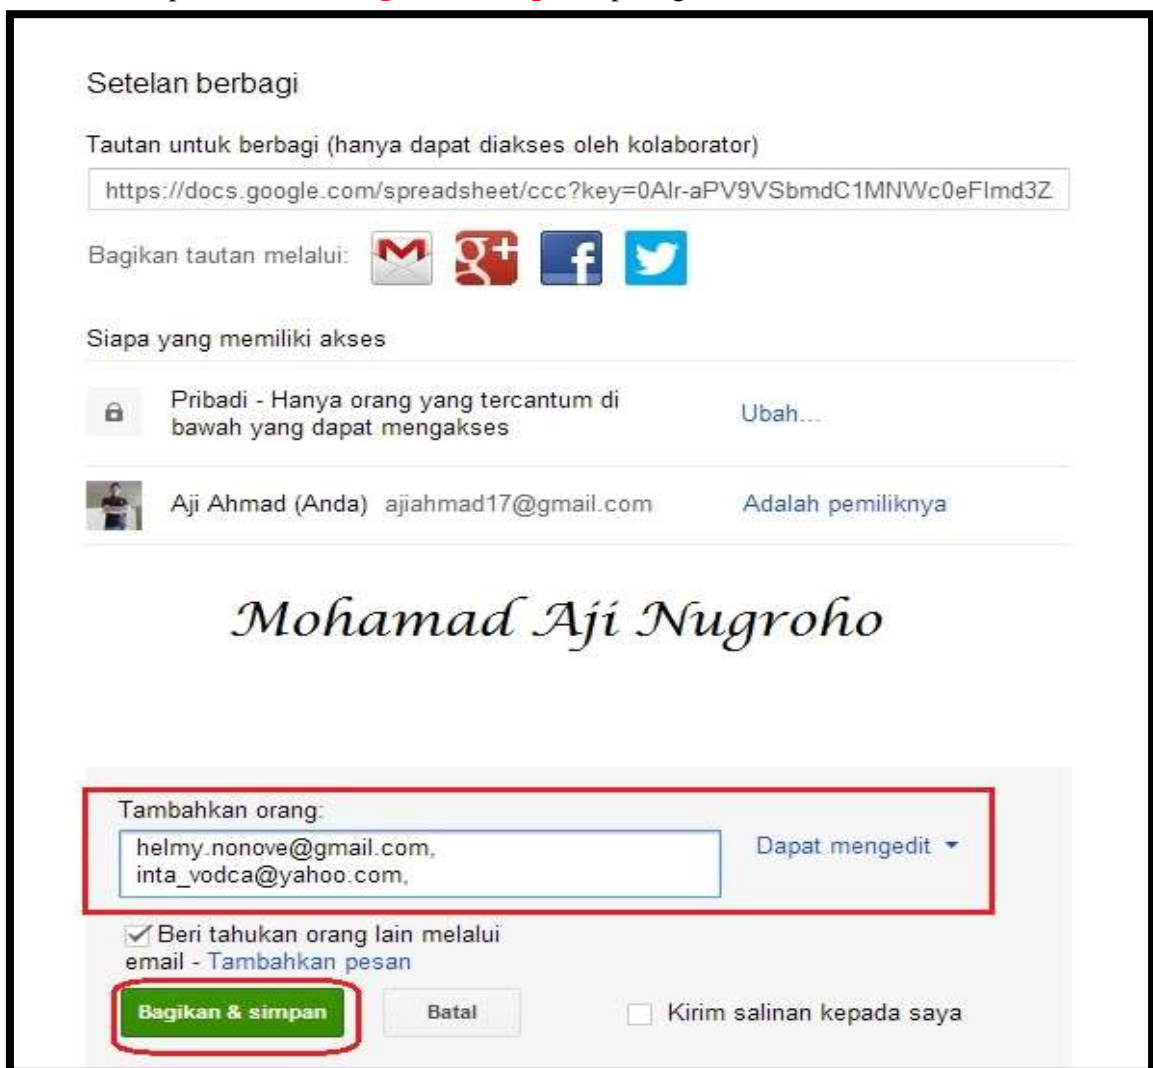 Setelan berbagi
Tautan untuk berbagi (hanya dapat diakses oleh kolaborator)
https://docs.google.com/spreadsheet/ccc?key=0AIr-aPV9VSbmdC1MNWc0eFImd3Z
Bagikan tautan melalui:
Siapa yang memiliki akses
Pribadi - Hanya orang yang tercantum di
bawah yang dapat mengakses
Ubah...
Aji Ahmad (Anda) ajiahmad17@gmail.com Adalah pemiliknya
Mohamad Aji Nugroho
Tambahkan orang:
helmy.nonove@gmail.com,
inta_vodca@yahoo.com,
Dapat mengedit
Beri tahukan orang lain melalui
email - Tambahkan pesan
Bagikan & simpan Batal Kirim salinan kepada saya